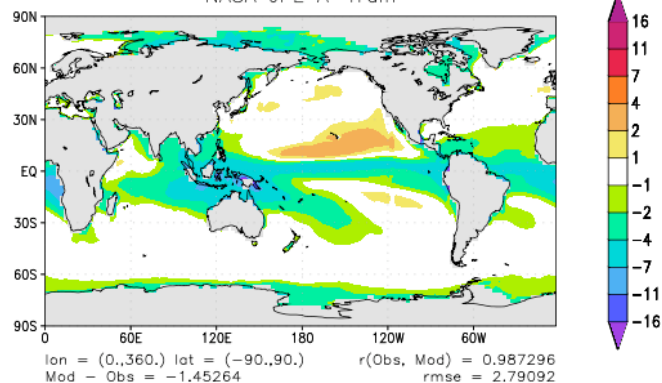 90N
60N
30N
EQ
30S
60S
90S
0
60E
120E
180
120W
60W
16
11
7
4
2
1
−1
−2
−4
−7
−11
−16
lon = (0.,360.) lat = (−90.,90.)
r(Obs, Mod) = 0.987296
Mod − Obs = −1.45264
rmse = 2.79092